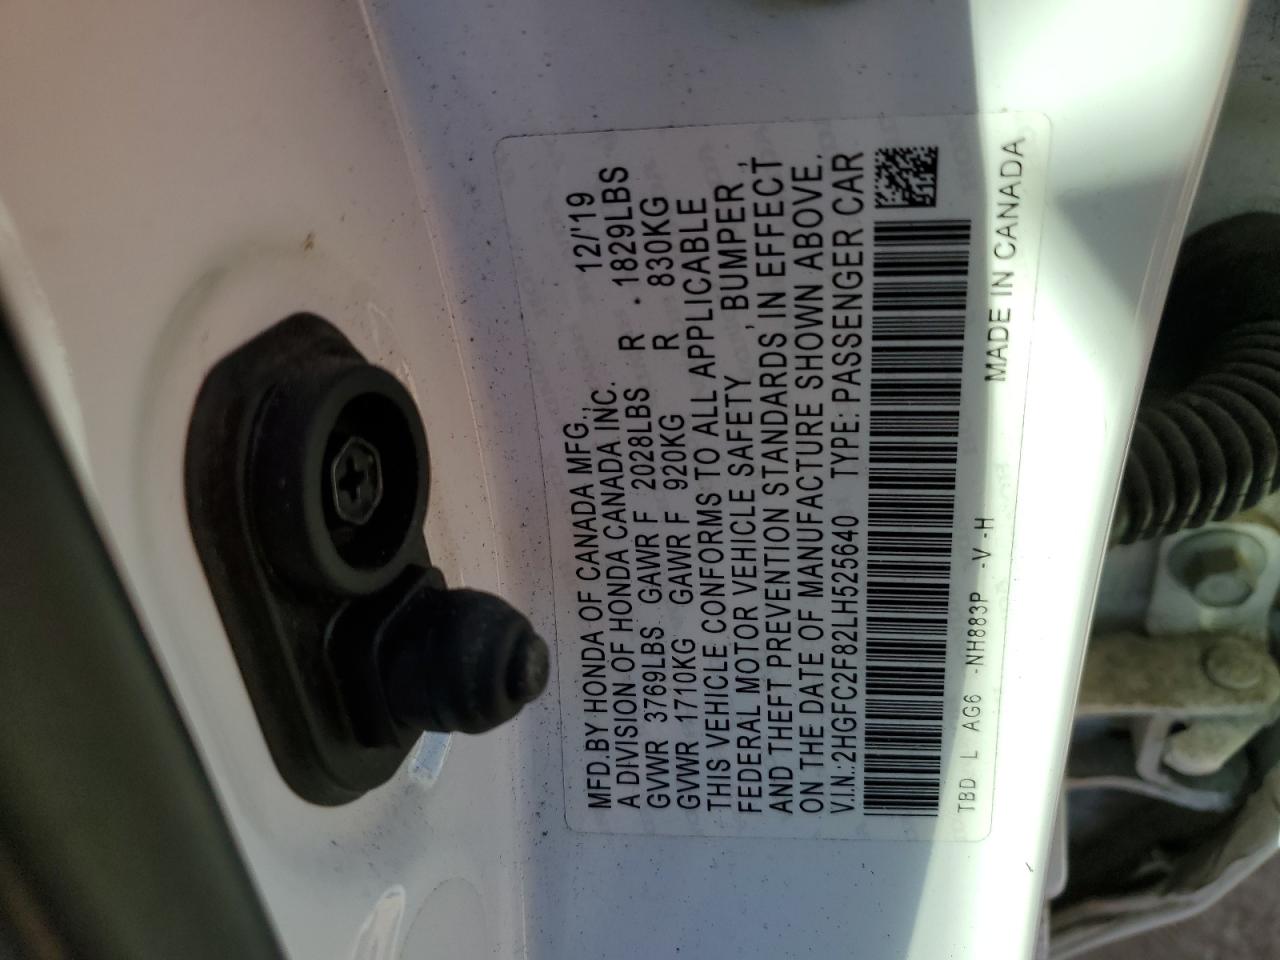 MFD.BY HONDA OF CANADA MFG., 12/'19
A DIVISION OF HONDA CANADA INC.
GVWR 3769LBS GAWR F 2028LBS R 1829LBS
GVWR 1710KG GAWR F 920KG R 830KG
THIS VEHICLE CONFORMS TO ALL APPLICABLE
FEDERAL MOTOR VEHICLE SAFETY, BUMPER,
AND THEFT PREVENTION STANDARDS IN EFFECT
ON THE DATE OF MANUFACTURE SHOWN ABOVE.
V.I.N.:2HGFC2F82LH525640 TYPE: PASSENGER CAR
TBD L AG6 -NH883P -V -H MADE IN CANADA